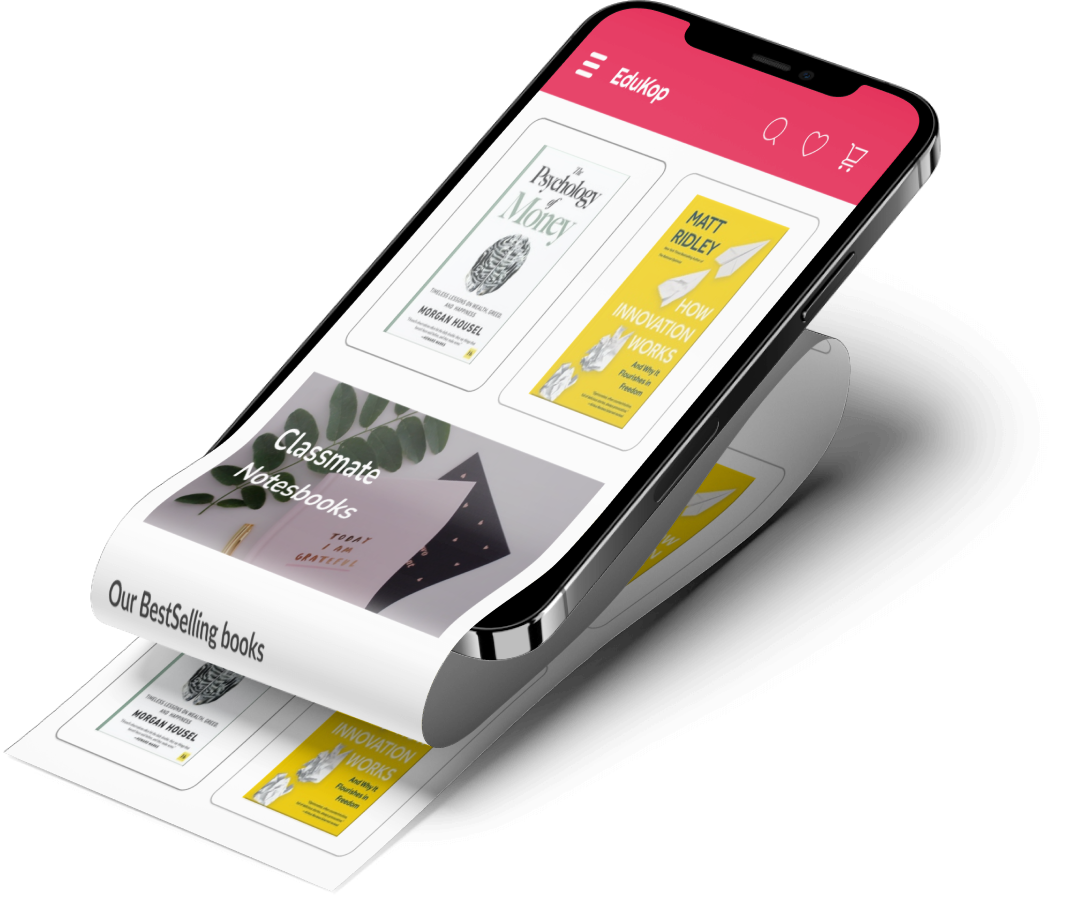 EduKop
The
Psychology
of
Money
TIMELESS LESSONS ON WEALTH, GREED,
AND HAPPINESS
MORGAN HOUSEL
MATT
RIDLEY
HOW
INNOVATION
WORKS
And Why It
Flourishes in
Freedom
Classmate
Notesbooks
TODAY
I AM
GRATEFUL
Our BestSelling books
TIMELESS LESSONS ON WEALTH, GREED,
AND HAPPINESS
MORGAN HOUSEL
INNOVATION
WORKS
And Why It
Flourishes in
Freedom